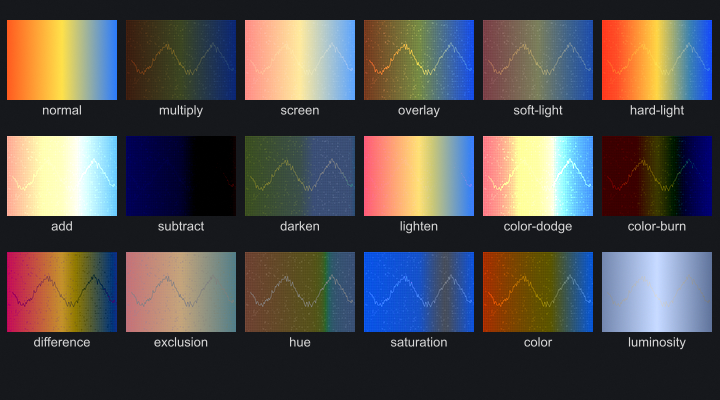 normal multiply screen overlay soft-light hard-light
add subtract darken lighten color-dodge color-burn
difference exclusion hue saturation color luminosity